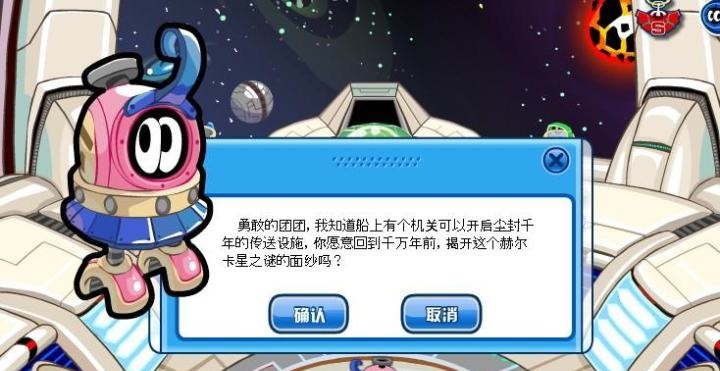 勇敢的团团，我知道船上有个机关可以开启尘封千
年的传送设施，你愿意回到千万年前，揭开这个赫尔
卡星之谜的面纱吗？
确认
取消